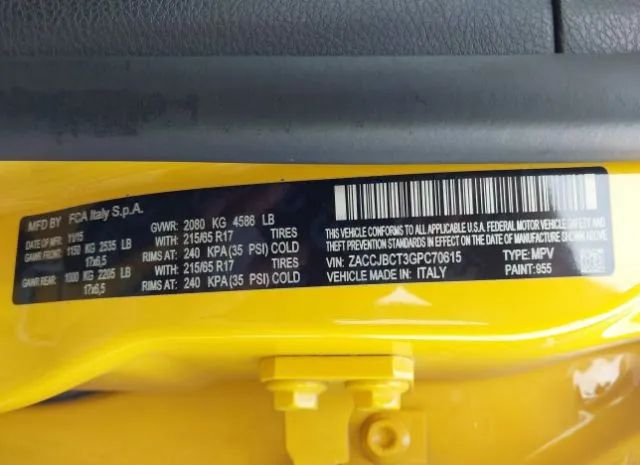 MFD BY FCA Italy S.p.A.
DATE OF MFR: 11/15 GVWR: 2080 KG 4586 LB
GAWR FRONT: 1150 KG 2535 LB WITH: 215/65 R17 TIRES
17x6,5 RIMS AT: 240 KPA (35 PSI) COLD
GAWR REAR: 1000 KG 2205 LB WITH: 215/65 R17 TIRES
17x6,5 RIMS AT: 240 KPA (35 PSI) COLD
THIS VEHICLE CONFORMS TO ALL APPLICABLE U.S.A. FEDERAL MOTOR VEHICLE SAFETY,
BUMPER, AND THEFT PREVENTION STANDARDS IN EFFECT ON THE DATE OF MANUFACTURE SHOWN ABOVE.
VIN: ZACCJBCT3GPC70615 TYPE: MPV
VEHICLE MADE IN: ITALY PAINT: 955